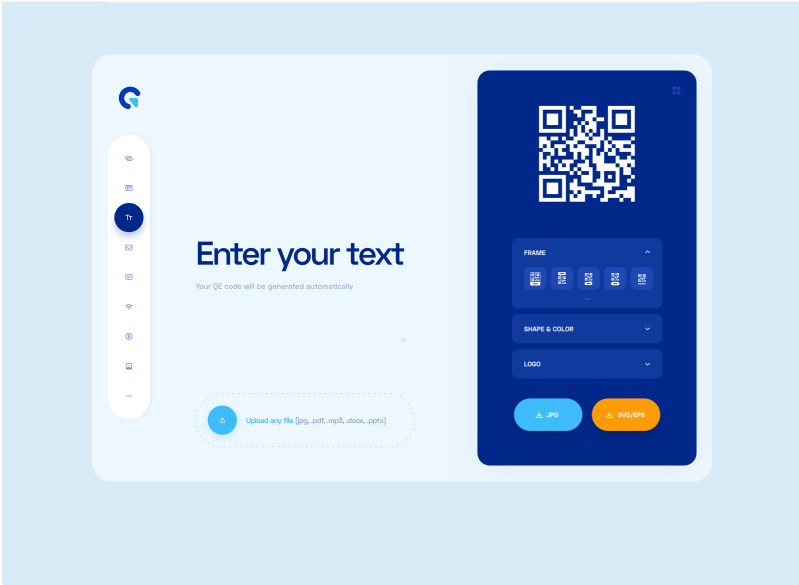 Tт
Enter your text
Your QE code will be generated automatically
Upload any file (jpg, .pdf, .mp3, .docx, .pptx)
FRAME
SHAPE & COLOR
LOGO
JPG
SVG/EPS